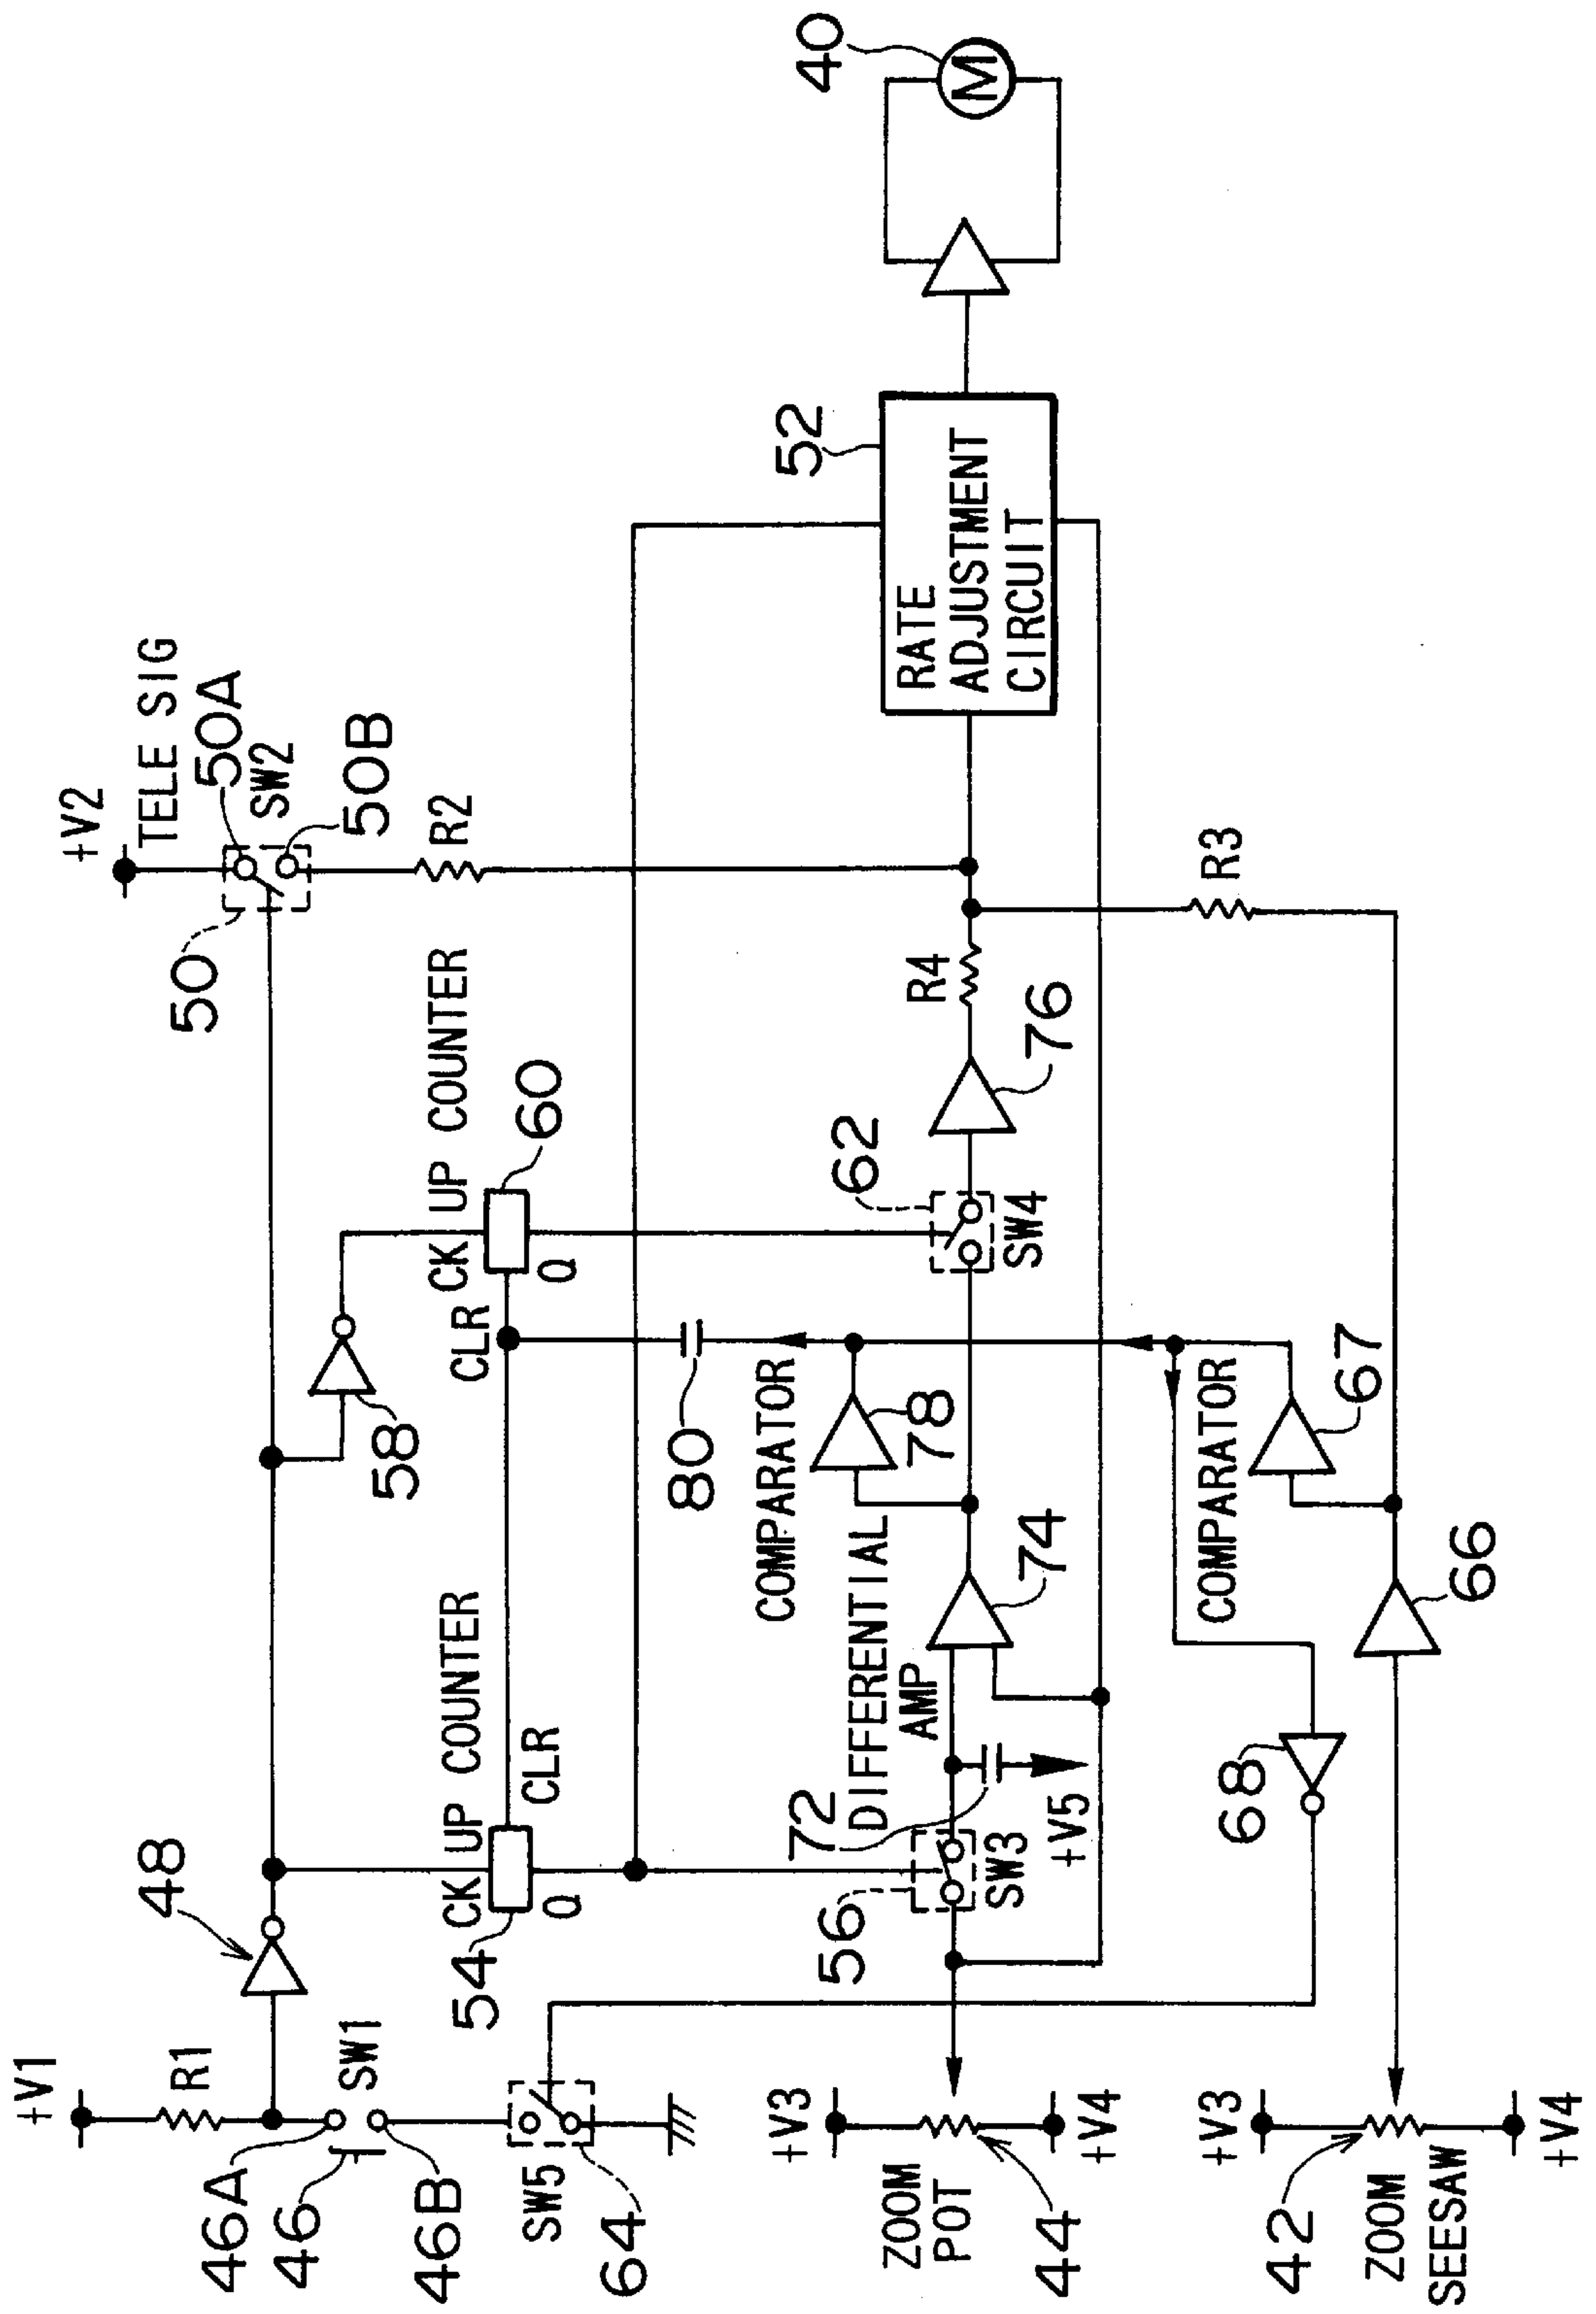 +V1
R1
46A
46
SW1
46B
SW5
64
48
CK UP COUNTER
54
Q
CLR
58
CLR
CK UP COUNTER
60
Q
50
+V2
TELE SIG
50A
SW2
50B
R2
+V3
ZOOM
POT
44
+V4
56
SW3
72
+V5
DIFFERENTIAL
AMP
74
COMPARATOR
78
80
62
SW4
76
R4
52
RATE
ADJUSTMENT
CIRCUIT
40
M
+V3
42
ZOOM
SEESAW
+V4
68
66
COMPARATOR
67
R3